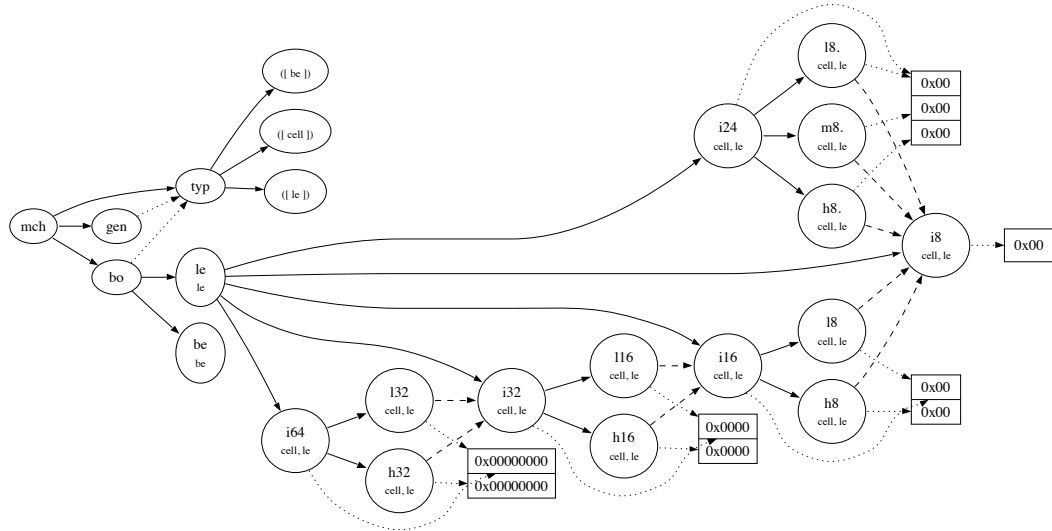 ([ be ])
([ cell ])
([ le ])
typ
mch
gen
bo
le
le
be
be
i64
cell, le
l32
cell, le
h32
cell, le
0x00000000
0x00000000
i32
cell, le
l16
cell, le
h16
cell, le
0x0000
0x0000
i24
cell, le
i16
cell, le
l8.
cell, le
m8.
cell, le
h8.
cell, le
l8
cell, le
h8
cell, le
0x00
0x00
0x00
i8
cell, le
0x00
0x00
0x00